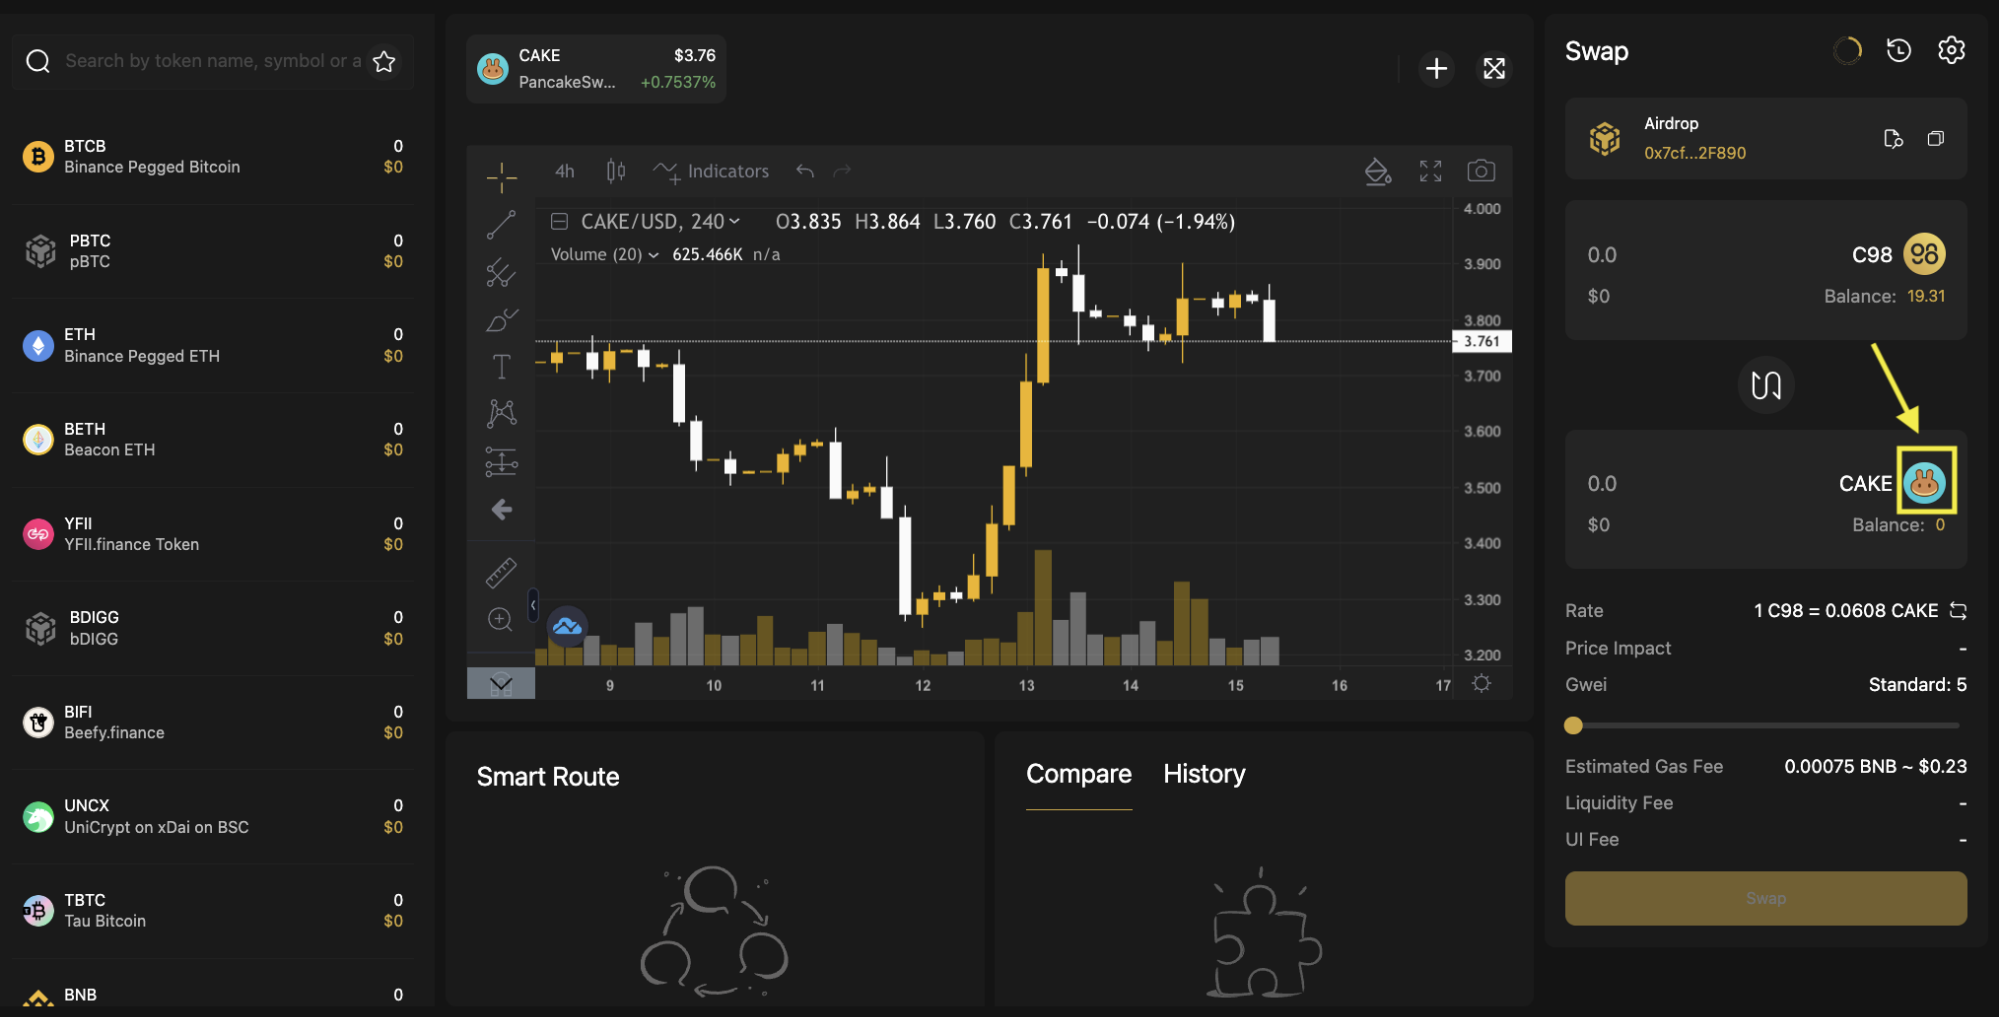 Search by token name, symbol or a
BTCB 0
Binance Pegged Bitcoin $0
PBTC 0
pBTC $0
ETH 0
Binance Pegged ETH $0
BETH 0
Beacon ETH $0
YFII 0
YFII.finance Token $0
BDIGG 0
bDIGG $0
BIFI 0
Beefy.finance $0
UNCX 0
UniCrypt on xDai on BSC $0
TBTC 0
Tau Bitcoin $0
BNB 0
CAKE $3.76
PancakeSw... +0.7537%
4h Indicators
CAKE/USD, 240 O3.835 H3.864 L3.760 C3.761 −0.074 (−1.94%)
Volume (20) 625.466K n/a
4.000
3.900
3.800
3.761
3.700
3.600
3.500
3.400
3.300
3.200
9 10 11 12 13 14 15 16 17
Smart Route
Compare History
Swap
Airdrop
0x7cf...2F890
0.0 C98
$0 Balance: 19.31
0.0 CAKE
$0 Balance: 0
Rate 1 C98 = 0.0608 CAKE
Price Impact -
Gwei Standard: 5
Estimated Gas Fee 0.00075 BNB ~ $0.23
Liquidity Fee -
UI Fee -
Swap